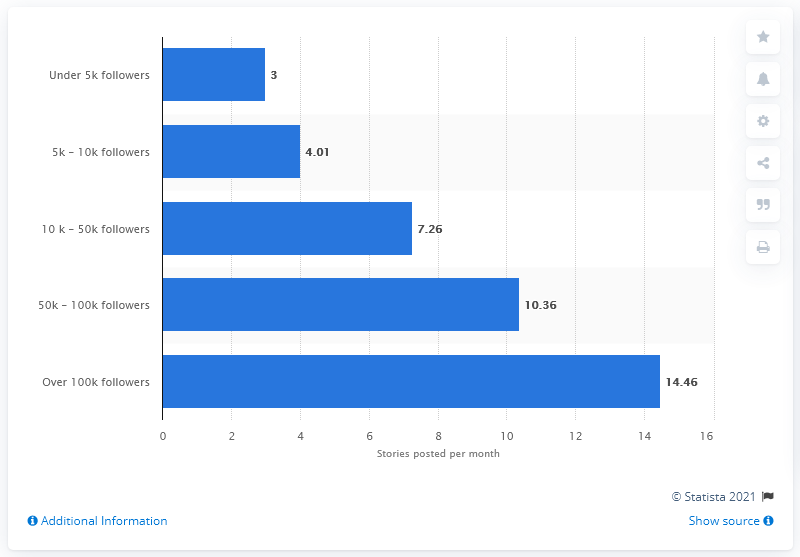 Under 5k followers 3
5k – 10k followers 4.01
10 k – 50k followers 7.26
50k – 100k followers 10.36
Over 100k followers 14.46
0 2 4 6 8 10 12 14 16
Stories posted per month
© Statista 2021
Additional Information Show source